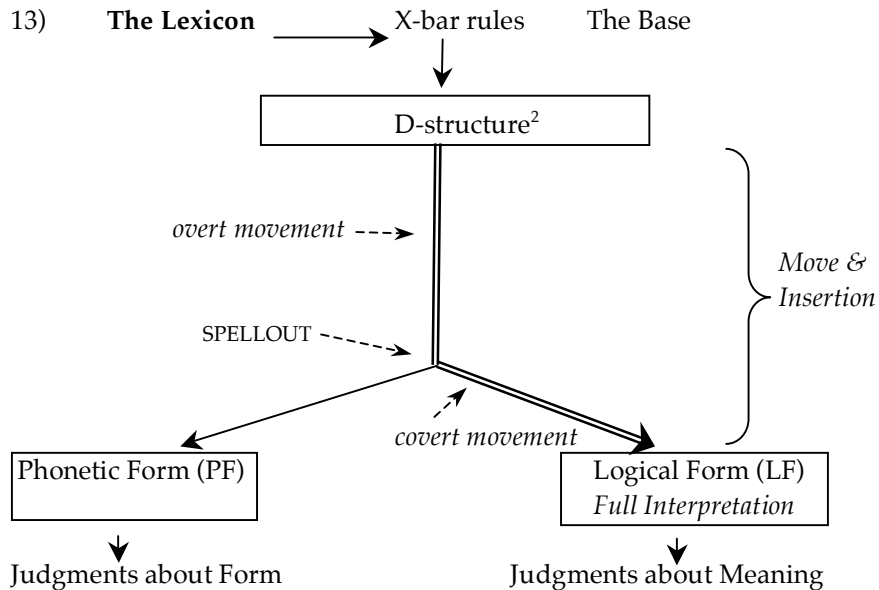 13) The Lexicon X-bar rules The Base
D-structure²
overt movement
Move &
Insertion
SPELLOUT
covert movement
Phonetic Form (PF) Logical Form (LF)
Full Interpretation
Judgments about Form Judgments about Meaning